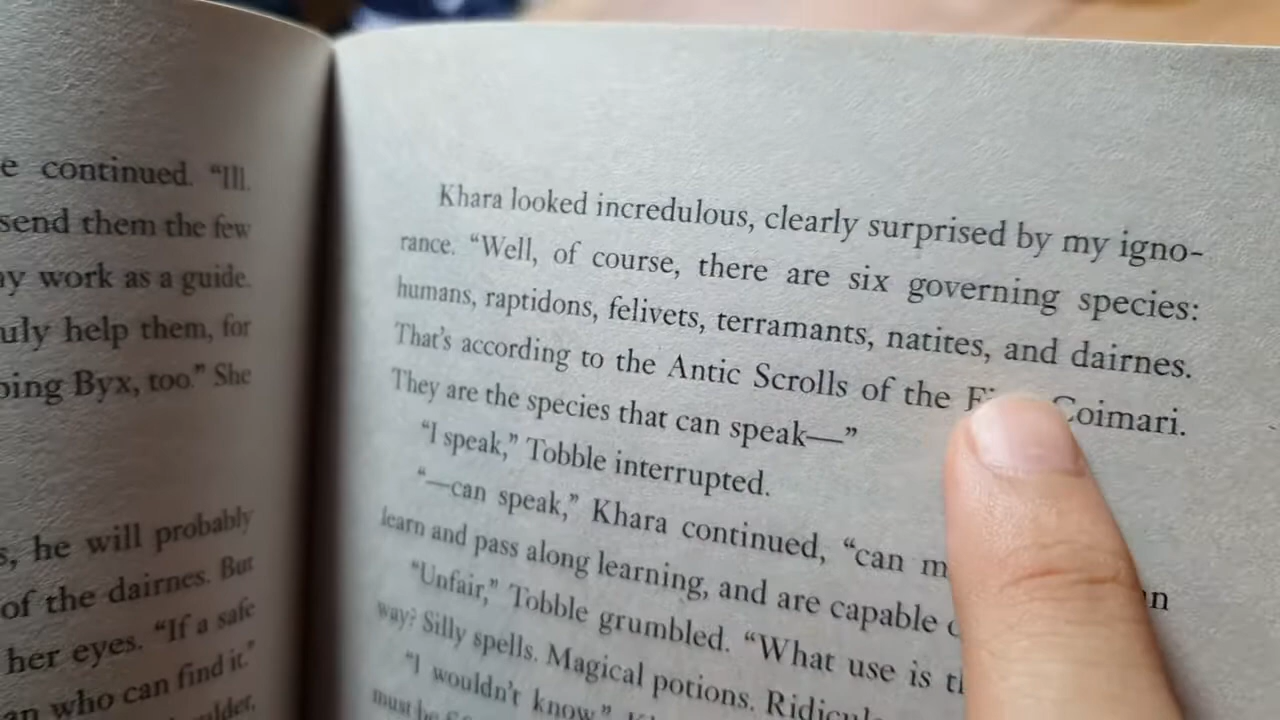 e continued. “Ill.
send them the few
y work as a guide.
uly help them, for
ing Byx, too.” She
s, he will probably
of the dairnes. But
her eyes. “If a safe
an who can find it.”
Khara looked incredulous, clearly surprised by my igno-
rance. “Well, of course, there are six governing species:
humans, raptidons, felivets, terramants, natites, and dairnes.
That’s according to the Antic Scrolls of the Coimari.
They are the species that can speak—”
“I speak,” Tobble interrupted.
“—can speak,” Khara continued, “can m n
learn and pass along learning, and are capable
“Unfair,” Tobble grumbled. “What use is
way? Silly spells. Magical potions.
“I wouldn’t know,”
must be